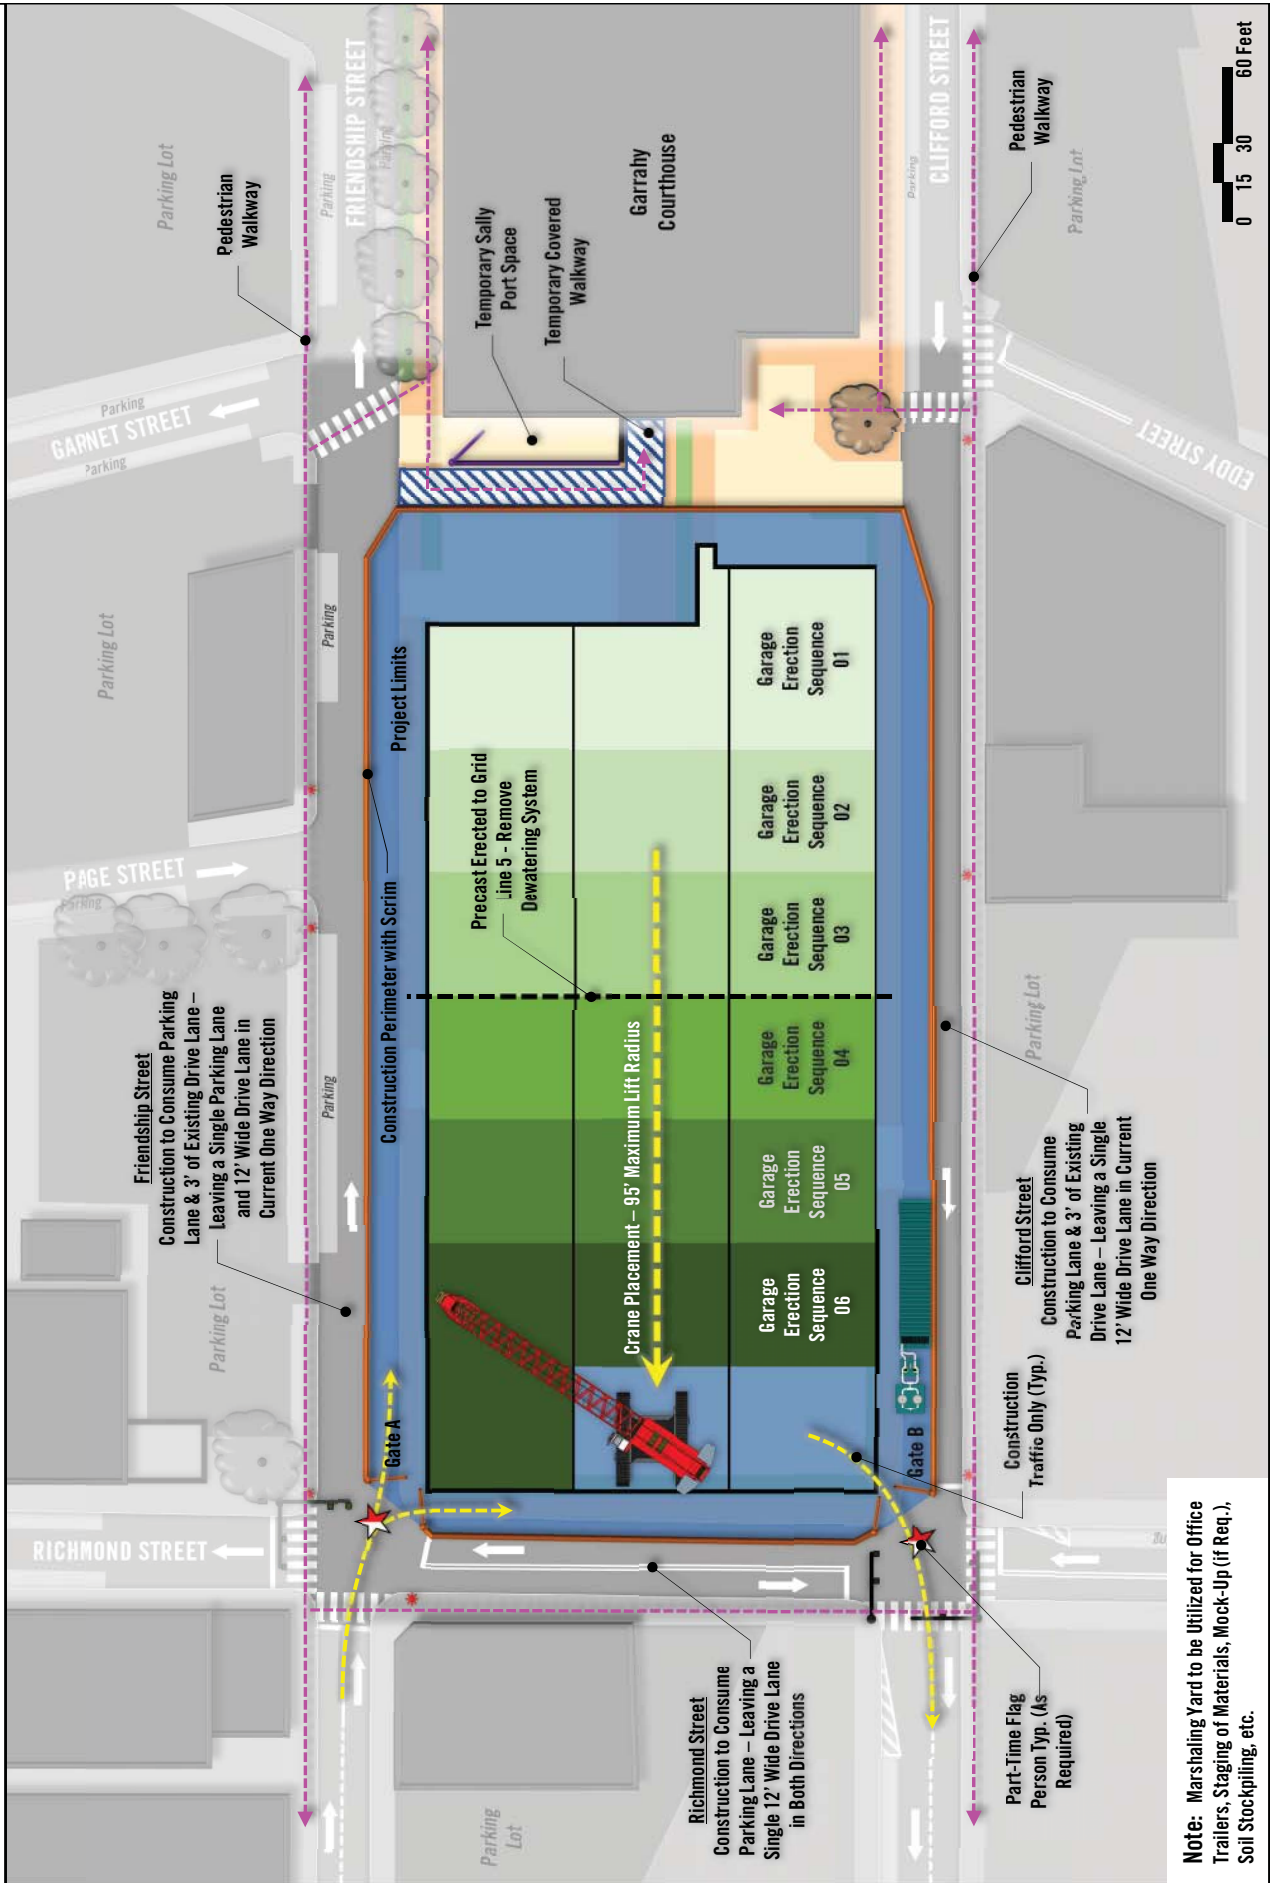 Parking Lot
Pedestrian
Walkway
Parking
FRIENDSHIP STREET
Parking
Parking
GARNET STREET
Parking
Temporary Sally
Port Space
Temporary Covered
Walkway
Garrahy
Courthouse
CLIFFORD STREET
Parking
Pedestrian
Walkway
Parking Lot
0 15 30 60 Feet
EDDY STREET
Parking Lot
Parking
Project Limits
PAGE STREET
Parking
Construction Perimeter with Scrim
Precast Erected to Grid
Line 5 - Remove
Dewatering System
Garage
Erection
Sequence
01
Garage
Erection
Sequence
02
Garage
Erection
Sequence
03
Garage
Erection
Sequence
04
Garage
Erection
Sequence
05
Garage
Erection
Sequence
06
Crane Placement – 95' Maximum Lift Radius
Friendship Street
Construction to Consume Parking
Lane & 3' of Existing Drive Lane –
Leaving a Single Parking Lane
and 12' Wide Drive Lane in
Current One Way Direction
Parking
Parking Lot
Parking Lot
Clifford Street
Construction to Consume
Parking Lane & 3' of Existing
Drive Lane – Leaving a Single
12' Wide Drive Lane in Current
One Way Direction
Gate A
Gate B
Construction
Traffic Only (Typ.)
RICHMOND STREET
Richmond Street
Construction to Consume
Parking Lane – Leaving a
Single 12' Wide Drive Lane
in Both Directions
Parking
Lot
Part-Time Flag
Person Typ. (As
Required)
Note: Marshaling Yard to be Utilized for Office
Trailers, Staging of Materials, Mock-Up (if Req.),
Soil Stockpiling, etc.